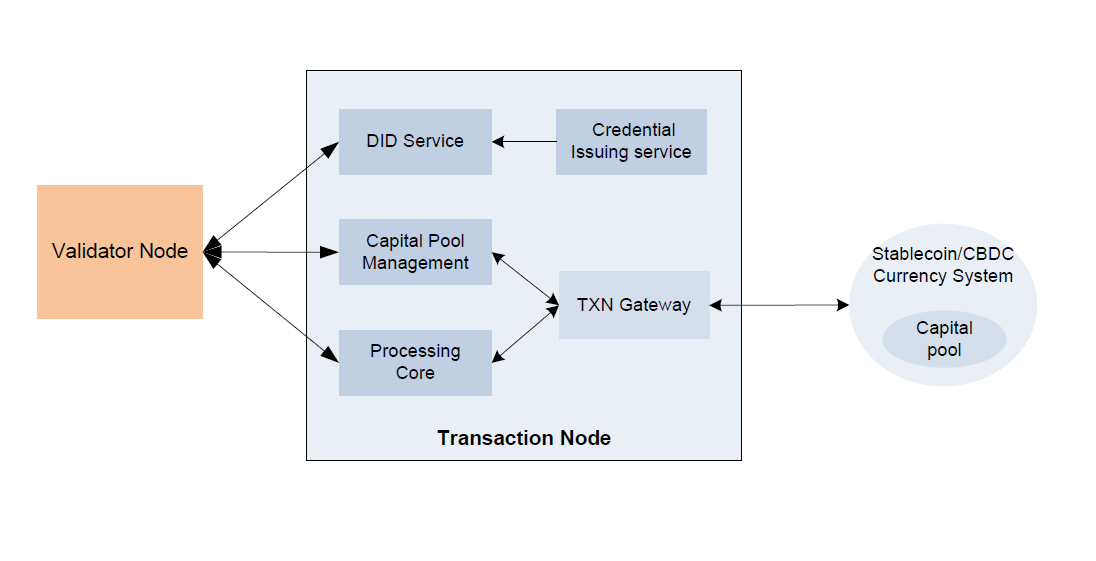 DID Service
Credential
Issuing service
Validator Node
Capital Pool
Management
Stablecoin/CBDC
Currency System
TXN Gateway
Capital
pool
Processing
Core
Transaction Node